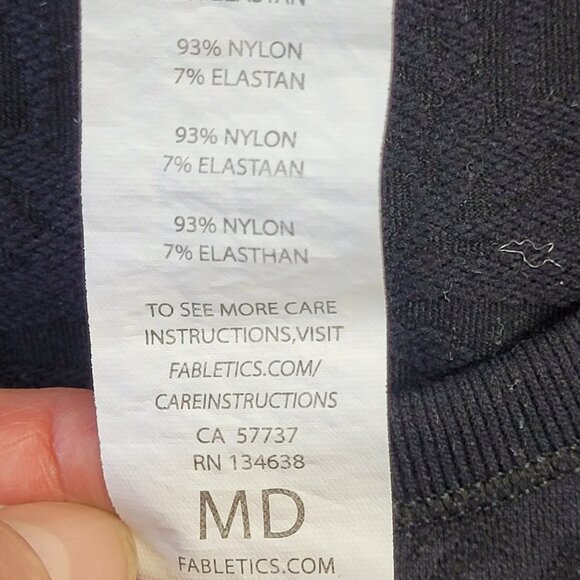 ELASTAN
93% NYLON
7% ELASTAN
93% NYLON
7% ELASTAAN
93% NYLON
7% ELASTHAN
TO SEE MORE CARE
INSTRUCTIONS,VISIT
FABLETICS.COM/
CAREINSTRUCTIONS
CA 57737
RN 134638
MD
FABLETICS.COM